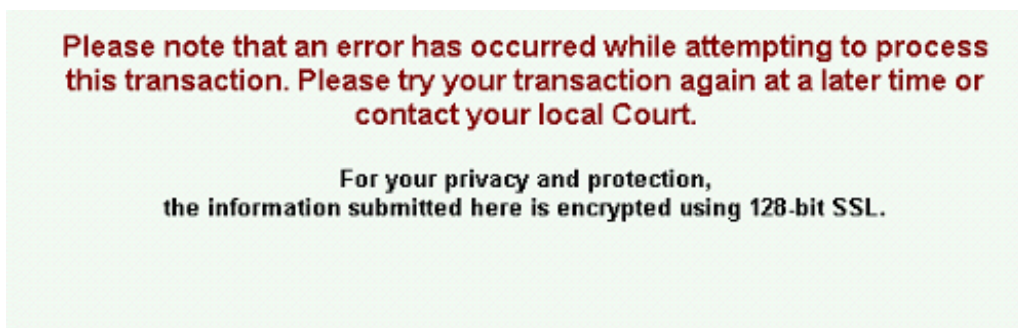 Please note that an error has occurred while attempting to process
this transaction. Please try your transaction again at a later time or
contact your local Court.
For your privacy and protection,
the information submitted here is encrypted using 128-bit SSL.